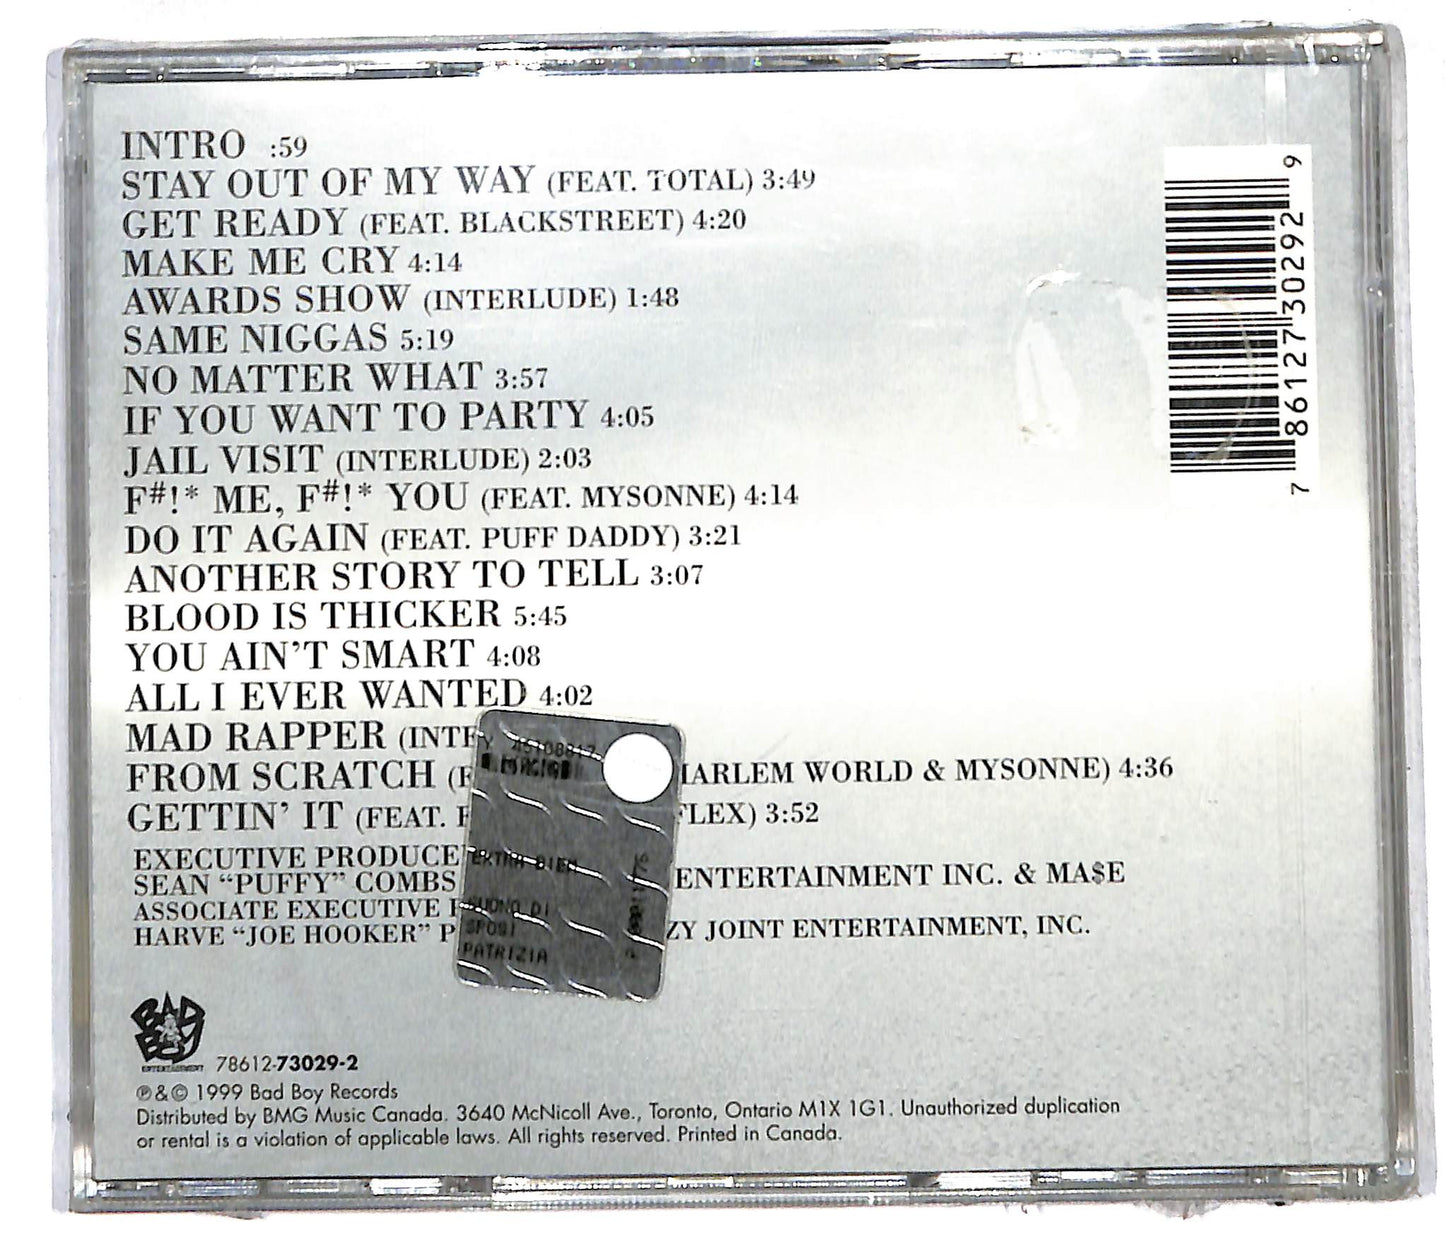 INTRO :59
STAY OUT OF MY WAY (FEAT. TOTAL) 3:49
GET READY (FEAT. BLACKSTREET) 4:20
MAKE ME CRY 4:14
AWARDS SHOW (INTERLUDE) 1:48
SAME NIGGAS 5:19
NO MATTER WHAT 3:57
IF YOU WANT TO PARTY 4:05
JAIL VISIT (INTERLUDE) 2:03
F#!* ME, F#!* YOU (FEAT. MYSONNE) 4:14
DO IT AGAIN (FEAT. PUFF DADDY) 3:21
ANOTHER STORY TO TELL 3:07
BLOOD IS THICKER 5:45
YOU AIN'T SMART 4:08
ALL I EVER WANTED 4:02
MAD RAPPER
FROM SCRATCH WORLD & MYSONNE) 4:36
GETTIN' IT (FEAT. 3:52
EXECUTIVE
SEAN "PUFFY" COMBS ENTERTAINMENT INC. & MA$E
ASSOCIATE EXECUTIVE
HARVE "JOE HOOKER" JOINT ENTERTAINMENT, INC.
DI
PATRIZIA
7 86127 30292 9
BAD BOY
ENTERTAINMENT
78612-73029-2
℗&© 1999 Bad Boy Records
Distributed by BMG Music Canada. 3640 McNicoll Ave., Toronto, Ontario M1X 1G1. Unauthorized duplication
or rental is a violation of applicable laws. All rights reserved. Printed in Canada.